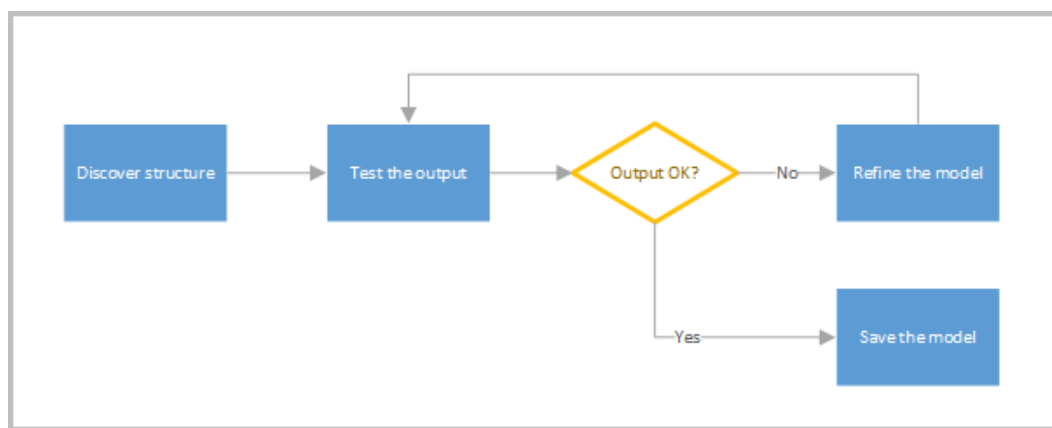 Discover structure
Test the output
Output OK?
No
Refine the model
Yes
Save the model